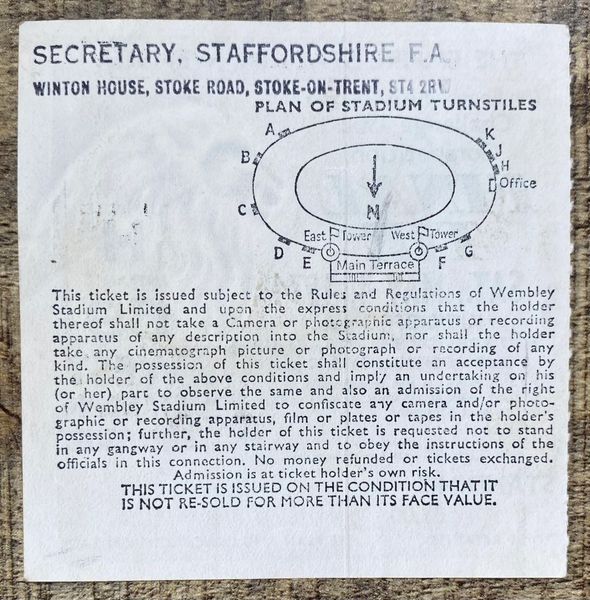 SECRETARY, STAFFORDSHIRE F.A.
WINTON HOUSE, STOKE ROAD, STOKE-ON-TRENT, ST4 2RW
PLAN OF STADIUM TURNSTILES
A
K
J
B
H
Office
C
N
East Tower West Tower
D E F G
Main Terrace
This ticket is issued subject to the Rules and Regulations of Wembley
Stadium Limited and upon the express conditions that the holder
thereof shall not take a Camera or photographic apparatus or recording
apparatus of any description into the Stadium, nor shall the holder
take any cinematograph picture or photograph or recording of any
kind. The possession of this ticket shall constitute an acceptance by
the holder of the above conditions and imply an undertaking on his
(or her) part to observe the same and also an admission of the right
of Wembley Stadium Limited to confiscate any camera and/or photo-
graphic or recording apparatus, film or plates or tapes in the holder's
possession; further, the holder of this ticket is requested not to stand
in any gangway or in any stairway and to obey the instructions of the
officials in this connection. No money refunded or tickets exchanged.
Admission is at ticket holder's own risk.
THIS TICKET IS ISSUED ON THE CONDITION THAT IT
IS NOT RE-SOLD FOR MORE THAN ITS FACE VALUE.